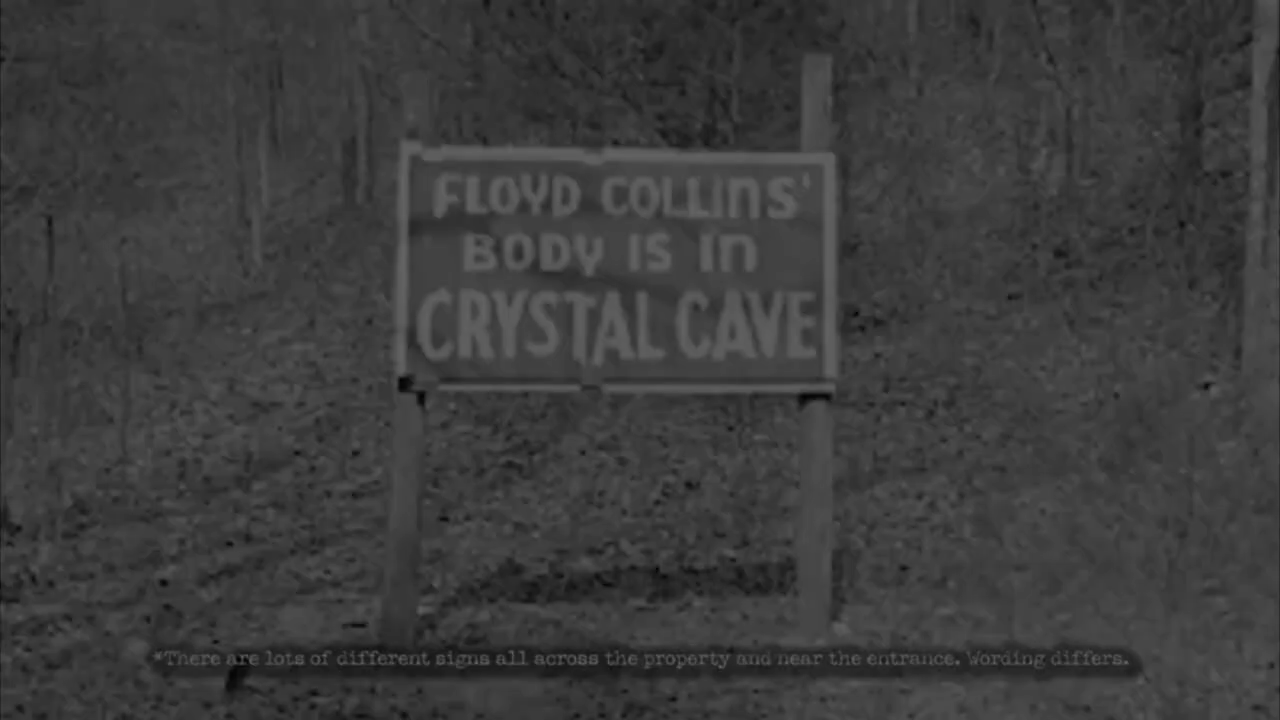 FLOYD COLLINS'
BODY IS IN
CRYSTAL CAVE
*There are lots of different signs all across the property and near the entrance. Wording differs.